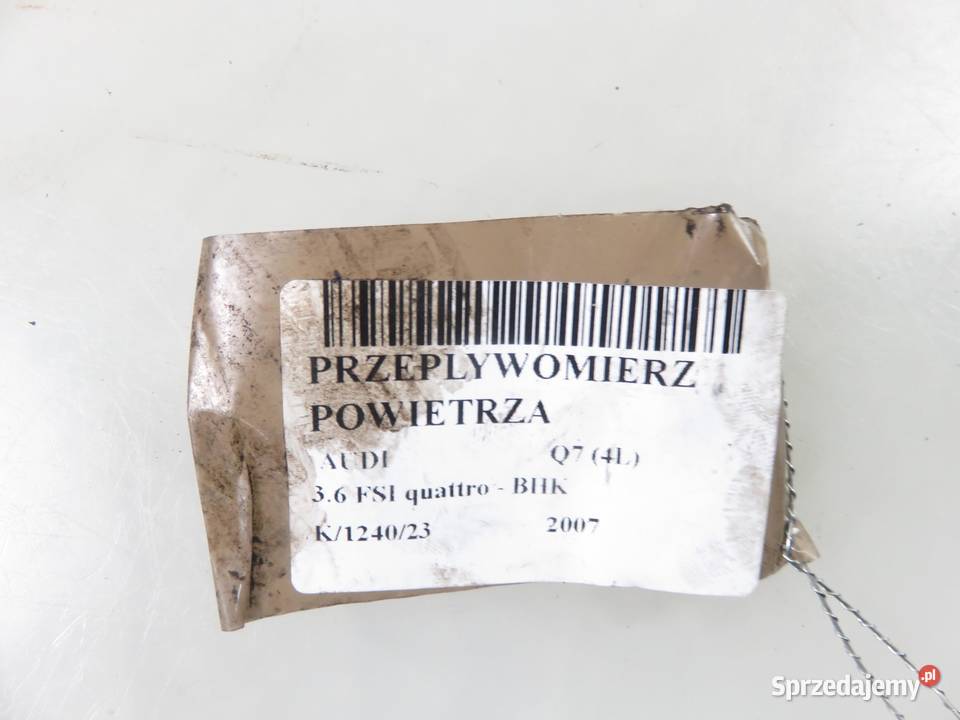 PRZEPLYWOMIERZ
POWIETRZA
AUDI Q7 (4L)
3.6 FSI quattro - BHK
K/1240/23 2007
Sprzedajemy.pl